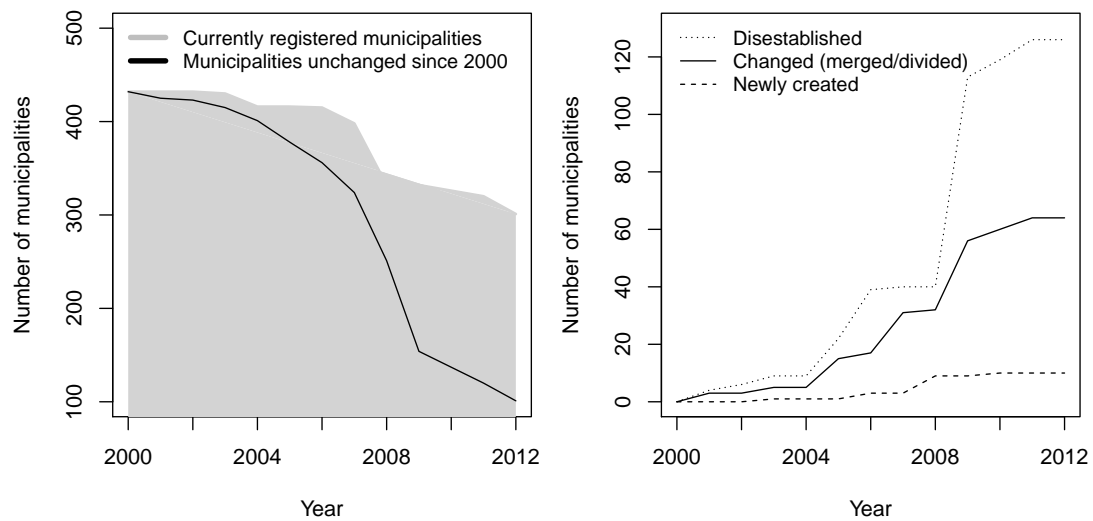 500
400
300
200
100
Number of municipalities
Currently registered municipalities
Municipalities unchanged since 2000
2000 2004 2008 2012
Year
120
100
80
60
40
20
0
Number of municipalities
Disestablished
Changed (merged/divided)
Newly created
2000 2004 2008 2012
Year